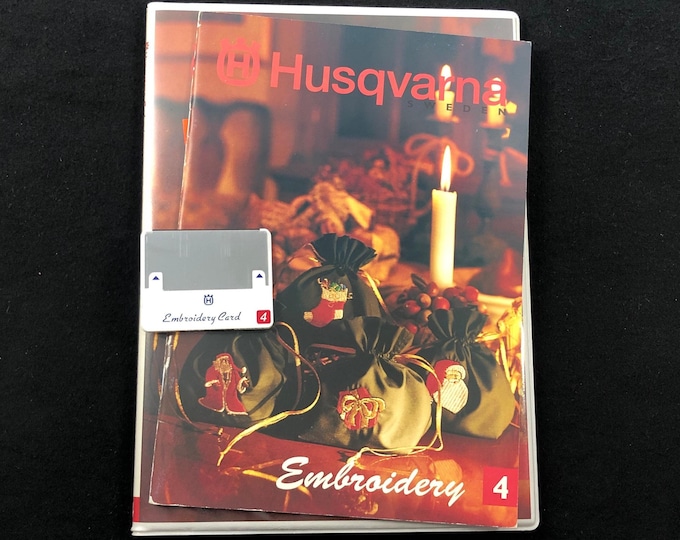 Husqvarna
SWEDEN
H
Embroidery Card 4
Embroidery 4